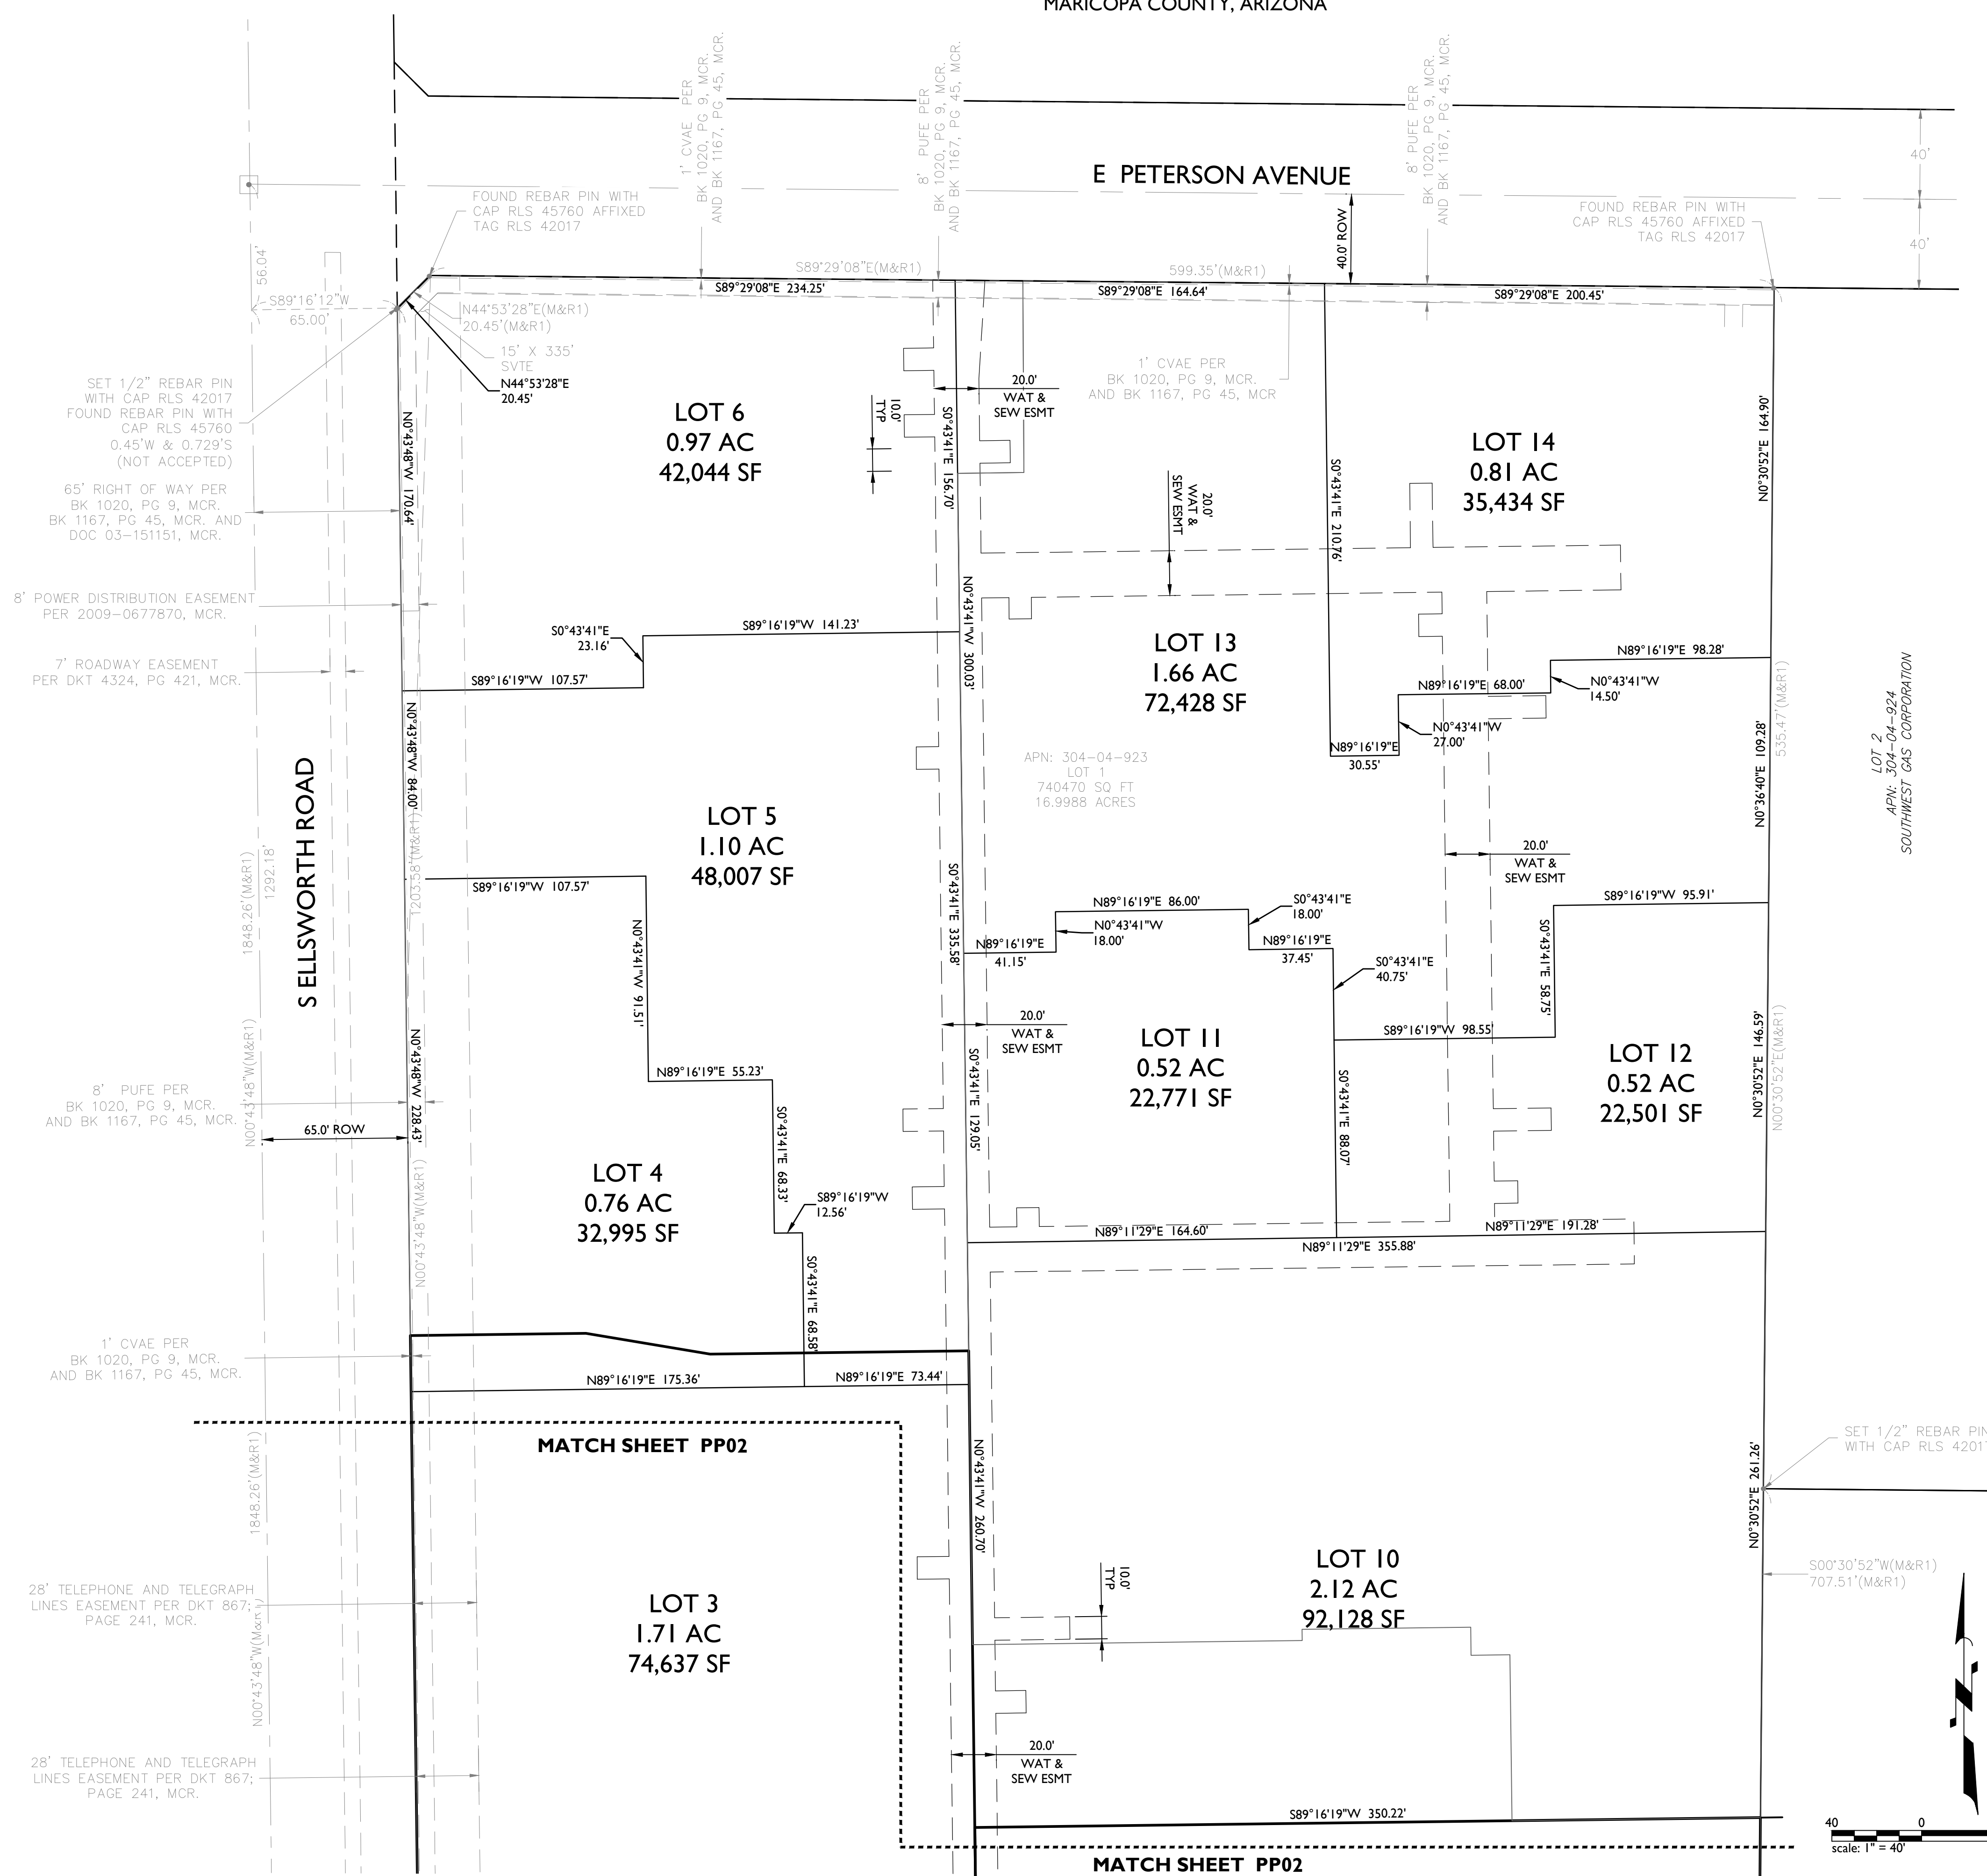 MARICOPA COUNTY, ARIZONA
1' CVAE PER
BK 1020, PG 9, MCR.
AND BK 1167, PG 45, MCR.
8' PUFE PER
BK 1020, PG 9, MCR.
AND BK 1167, PG 45, MCR.
8' PUFE PER
BK 1020, PG 9, MCR.
AND BK 1167, PG 45, MCR.
E PETERSON AVENUE
40'
40'
40.0' ROW
FOUND REBAR PIN WITH
CAP RLS 45760 AFFIXED
TAG RLS 42017
FOUND REBAR PIN WITH
CAP RLS 45760 AFFIXED
TAG RLS 42017
56.04'
S89°16'12"W
65.00'
S89°29'08"E(M&R1)
599.35'(M&R1)
S89°29'08"E 234.25'
S89°29'08"E 164.64'
S89°29'08"E 200.45'
N44°53'28"E(M&R1)
20.45'(M&R1)
15' X 335'
SVTE
N44°53'28"E
20.45'
1' CVAE PER
BK 1020, PG 9, MCR.
AND BK 1167, PG 45, MCR
SET 1/2" REBAR PIN
WITH CAP RLS 42017
FOUND REBAR PIN WITH
CAP RLS 45760
0.45'W & 0.729'S
(NOT ACCEPTED)
65' RIGHT OF WAY PER
BK 1020, PG 9, MCR.
BK 1167, PG 45, MCR. AND
DOC 03-151151, MCR.
8' POWER DISTRIBUTION EASEMENT
PER 2009-0677870, MCR.
7' ROADWAY EASEMENT
PER DKT 4324, PG 421, MCR.
N0°43'48"W 170.64'
LOT 6
0.97 AC
42,044 SF
10.0'
TYP
S0°43'41"E 156.70'
20.0'
WAT &
SEW ESMT
20.0'
WAT &
SEW ESMT
S0°43'41"E 210.76'
LOT 14
0.81 AC
35,434 SF
N0°30'52"E 164.90'
S0°43'41"E
23.16'
S89°16'19"W 141.23'
S89°16'19"W 107.57'
N0°43'41"W 300.03'
LOT 13
1.66 AC
72,428 SF
N89°16'19"E 98.28'
N89°16'19"E 68.00'
N0°43'41"W
14.50'
N0°43'41"W
27.00'
N89°16'19"E
30.55'
535.47'(M&R1)
LOT 2
APN: 304-04-924
SOUTHWEST GAS CORPORATION
N0°43'48"W 84.00'
1203.58'(M&R1)
S ELLSWORTH ROAD
1848.26'(M&R1)
1292.18'
APN: 304-04-923
LOT 1
740470 SQ FT
16.9988 ACRES
LOT 5
1.10 AC
48,007 SF
N0°36'40"E 109.28'
20.0'
WAT &
SEW ESMT
S89°16'19"W 107.57'
S89°16'19"W 95.91'
N89°16'19"E 86.00'
S0°43'41"E
18.00'
N0°43'41"W
18.00'
N89°16'19"E
41.15'
N89°16'19"E
37.45'
S0°43'41"E
40.75'
N0°43'41"W 91.51'
S0°43'41"E 335.58'
S0°43'41"E 58.75'
20.0'
WAT &
SEW ESMT
S89°16'19"W 98.55'
LOT 11
0.52 AC
22,771 SF
LOT 12
0.52 AC
22,501 SF
N0°30'52"E 146.59'
N00°30'52"E(M&R1)
N89°16'19"E 55.23'
N00°43'48"W(M&R1)
N0°43'48"W 228.43'
8' PUFE PER
BK 1020, PG 9, MCR.
AND BK 1167, PG 45, MCR.
65.0' ROW
S0°43'41"E 68.33'
S0°43'41"E 129.05'
S0°43'41"E 88.07'
LOT 4
0.76 AC
32,995 SF
S89°16'19"W
12.56'
N00°43'48"W(M&R1)
N89°11'29"E 164.60'
N89°11'29"E 191.28'
N89°11'29"E 355.88'
S0°43'41"E 68.58'
1' CVAE PER
BK 1020, PG 9, MCR.
AND BK 1167, PG 45, MCR.
N89°16'19"E 175.36'
N89°16'19"E 73.44'
MATCH SHEET PP02
1848.26'(M&R1)
N0°43'41"W 260.70'
N0°30'52"E 261.26'
SET 1/2" REBAR PIN
WITH CAP RLS 42017
S00°30'52"W(M&R1)
707.51'(M&R1)
28' TELEPHONE AND TELEGRAPH
LINES EASEMENT PER DKT 867;
PAGE 241, MCR.
N00°43'48"W(M&R1)
LOT 3
1.71 AC
74,637 SF
10.0'
TYP
LOT 10
2.12 AC
92,128 SF
28' TELEPHONE AND TELEGRAPH
LINES EASEMENT PER DKT 867;
PAGE 241, MCR.
20.0'
WAT &
SEW ESMT
S89°16'19"W 350.22'
N
40 0
scale: 1" = 40'
MATCH SHEET PP02